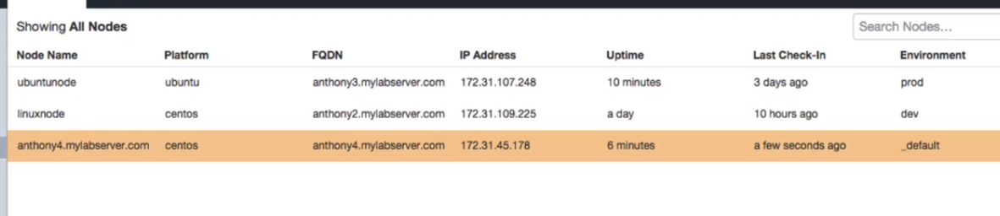 Showing All Nodes Search Nodes...
Node Name Platform FQDN IP Address Uptime Last Check-In Environment
ubuntunode ubuntu anthony3.mylabserver.com 172.31.107.248 10 minutes 3 days ago prod
linuxnode centos anthony2.mylabserver.com 172.31.109.225 a day 10 hours ago dev
anthony4.mylabserver.com centos anthony4.mylabserver.com 172.31.45.178 6 minutes a few seconds ago _default